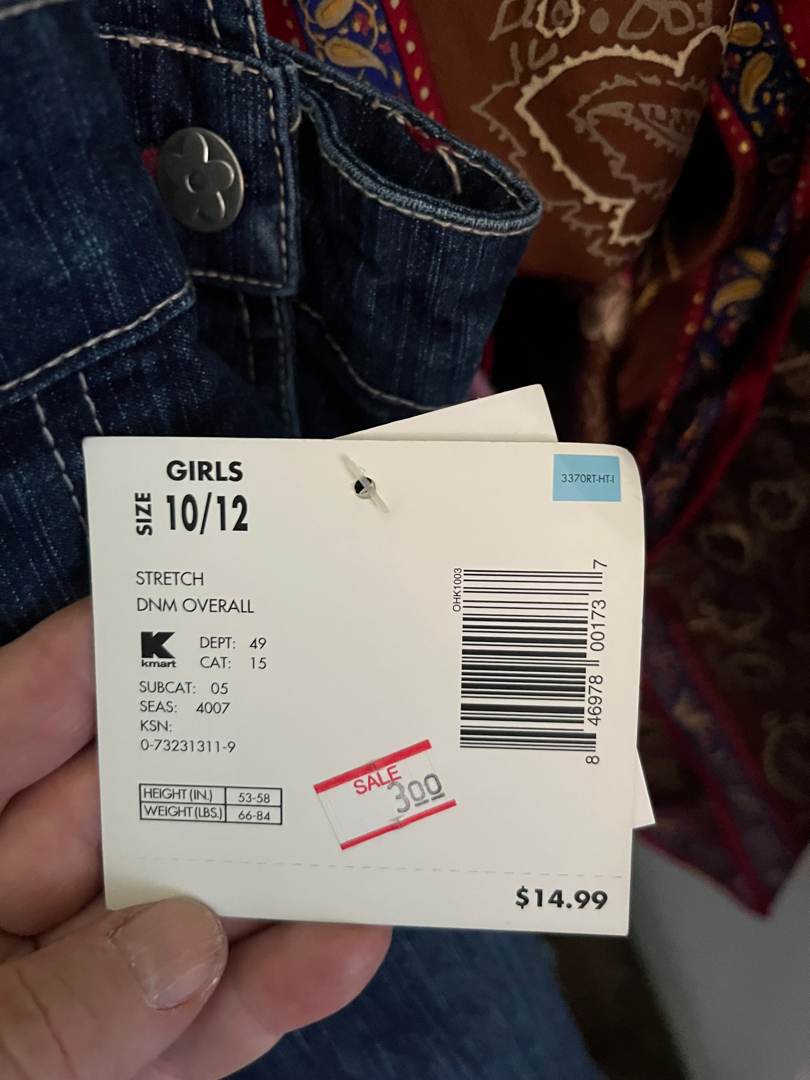 GIRLS
SIZE 10/12
3370RT-HT-I
STRETCH
DNM OVERALL
K
kmart
DEPT: 49
CAT: 15
SUBCAT: 05
SEAS: 4007
KSN:
0-73231311-9
HEIGHT (IN.) 53-58
WEIGHT (LBS.) 66-84
OHK1003
8 46978 00173 7
SALE
3.00
$14.99